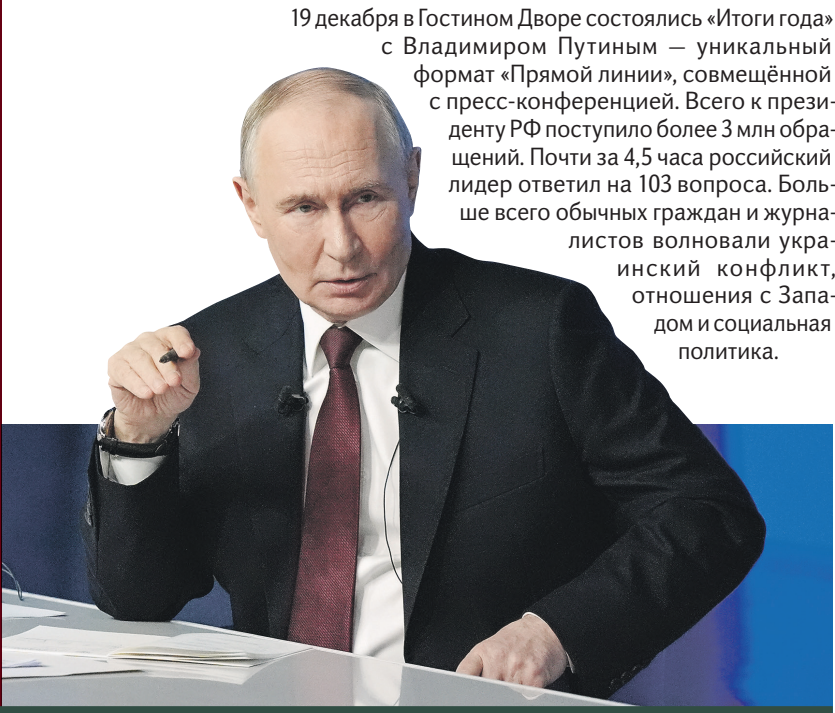 19 декабря в Гостином Дворе состоялись «Итоги года»
с Владимиром Путиным — уникальный
формат «Прямой линии», совмещённой
с пресс-конференцией. Всего к прези-
денту РФ поступило более 3 млн обра-
щений. Почти за 4,5 часа российский
лидер ответил на 103 вопроса. Боль-
ше всего обычных граждан и журна-
листов волновали укра-
инский конфликт,
отношения с Запа-
дом и социальная
политика.